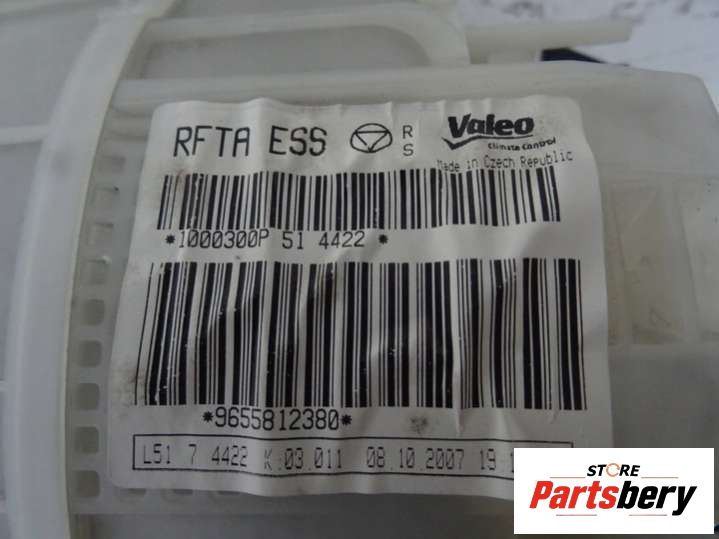 RFTA ESS
R
S
Valeo
Climate Control
Made in Czech Republic
*1000300P 51 4422 *
*9655812380*
L51 7 4422 K:03.011 08.10.2007 19
STORE
Partsbery